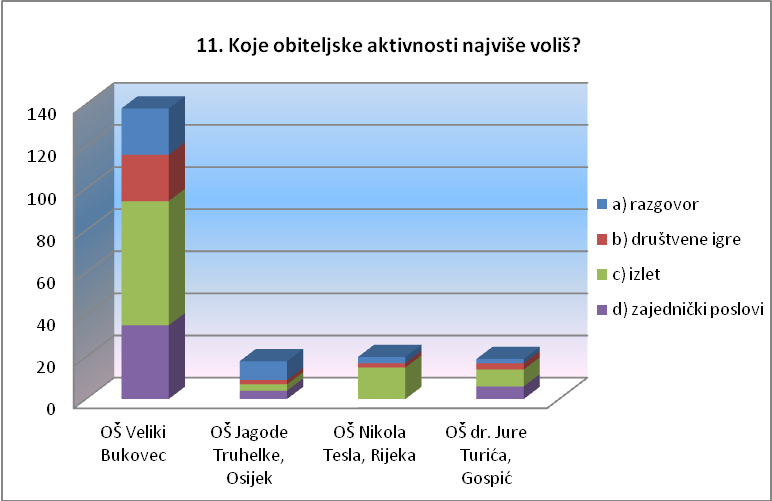 11. Koje obiteljske aktivnosti najviše voliš?
140
120
100
80
60
40
20
0
OŠ Veliki
Bukovec
OŠ Jagode
Truhelke,
Osijek
OŠ Nikola
Tesla, Rijeka
OŠ dr. Jure
Turića,
Gospić
a) razgovor
b) društvene igre
c) izlet
d) zajednički poslovi